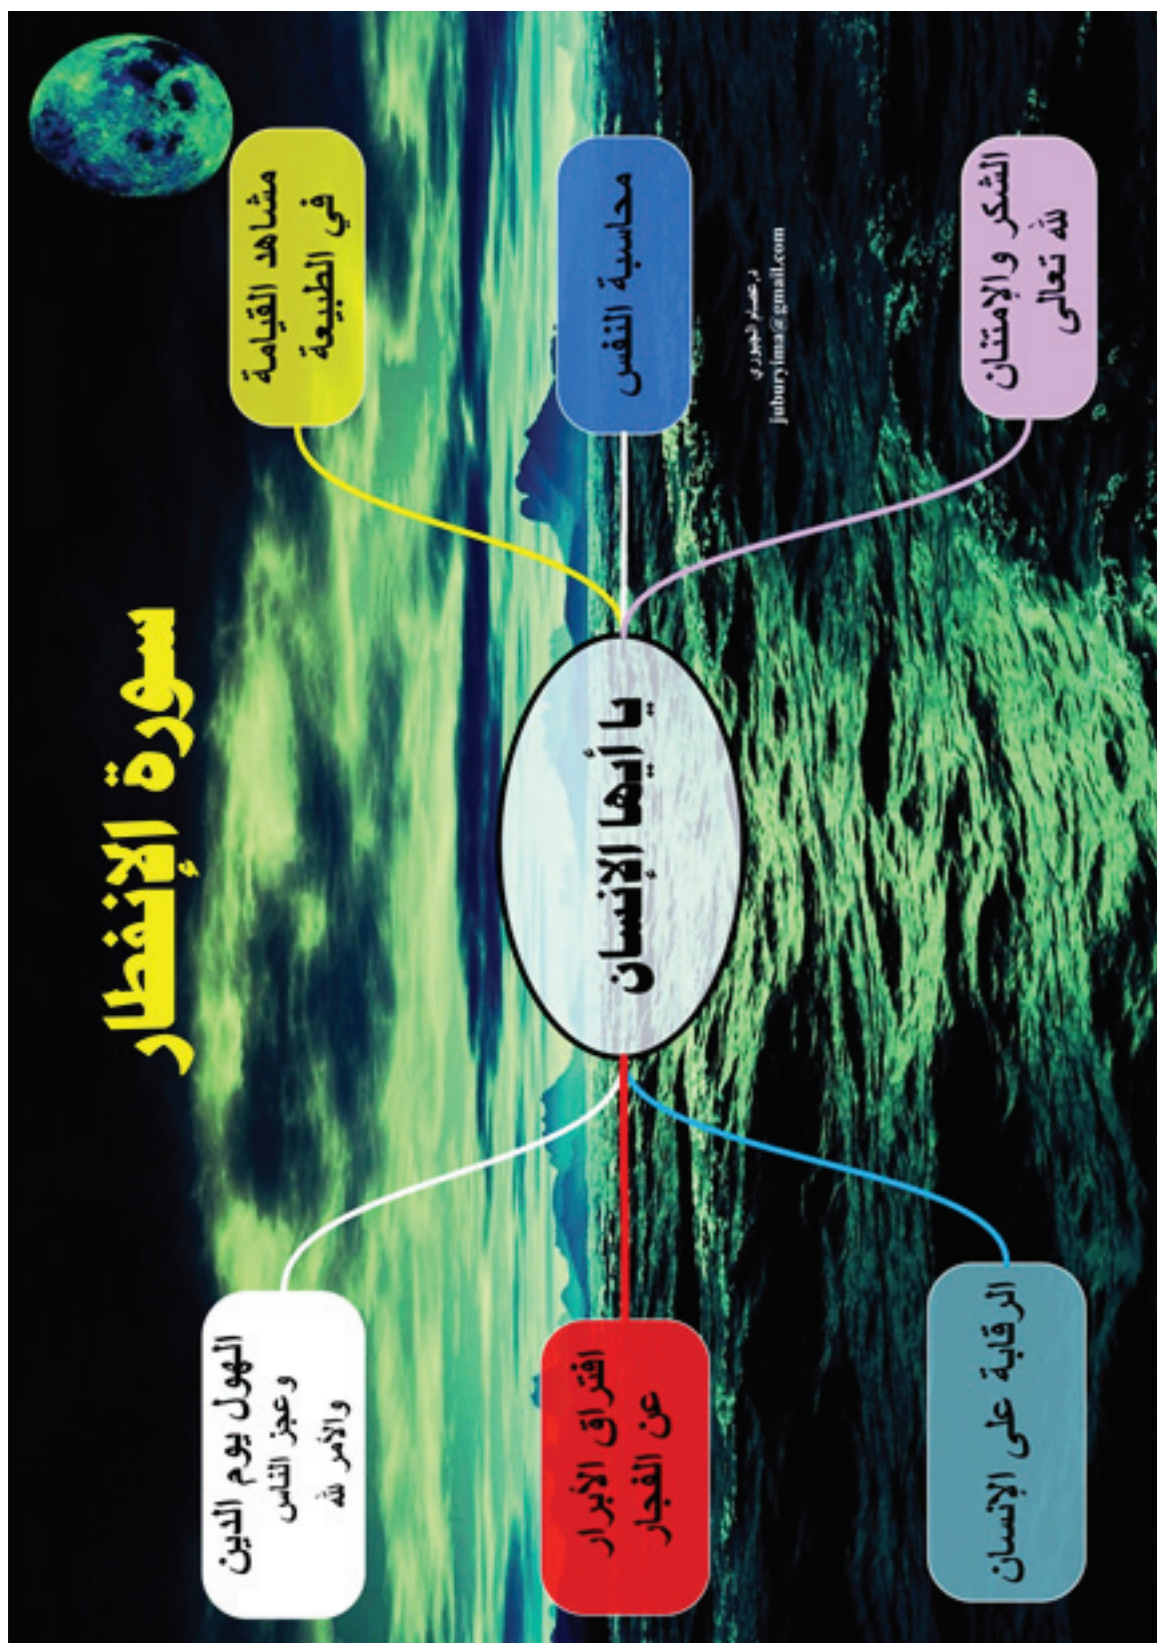 سورة الإنفطار
مشاهد القيامة
في الطبيعة
محاسبة النفس
الشكر والإمتنان
لله تعالى
يا أيها الإنسان
الهول يوم الدين
وعجز الناس
والأمر لله
افتراق الأبرار
عن الفجار
الرقابة على الإنسان
juburyima@gmail.com